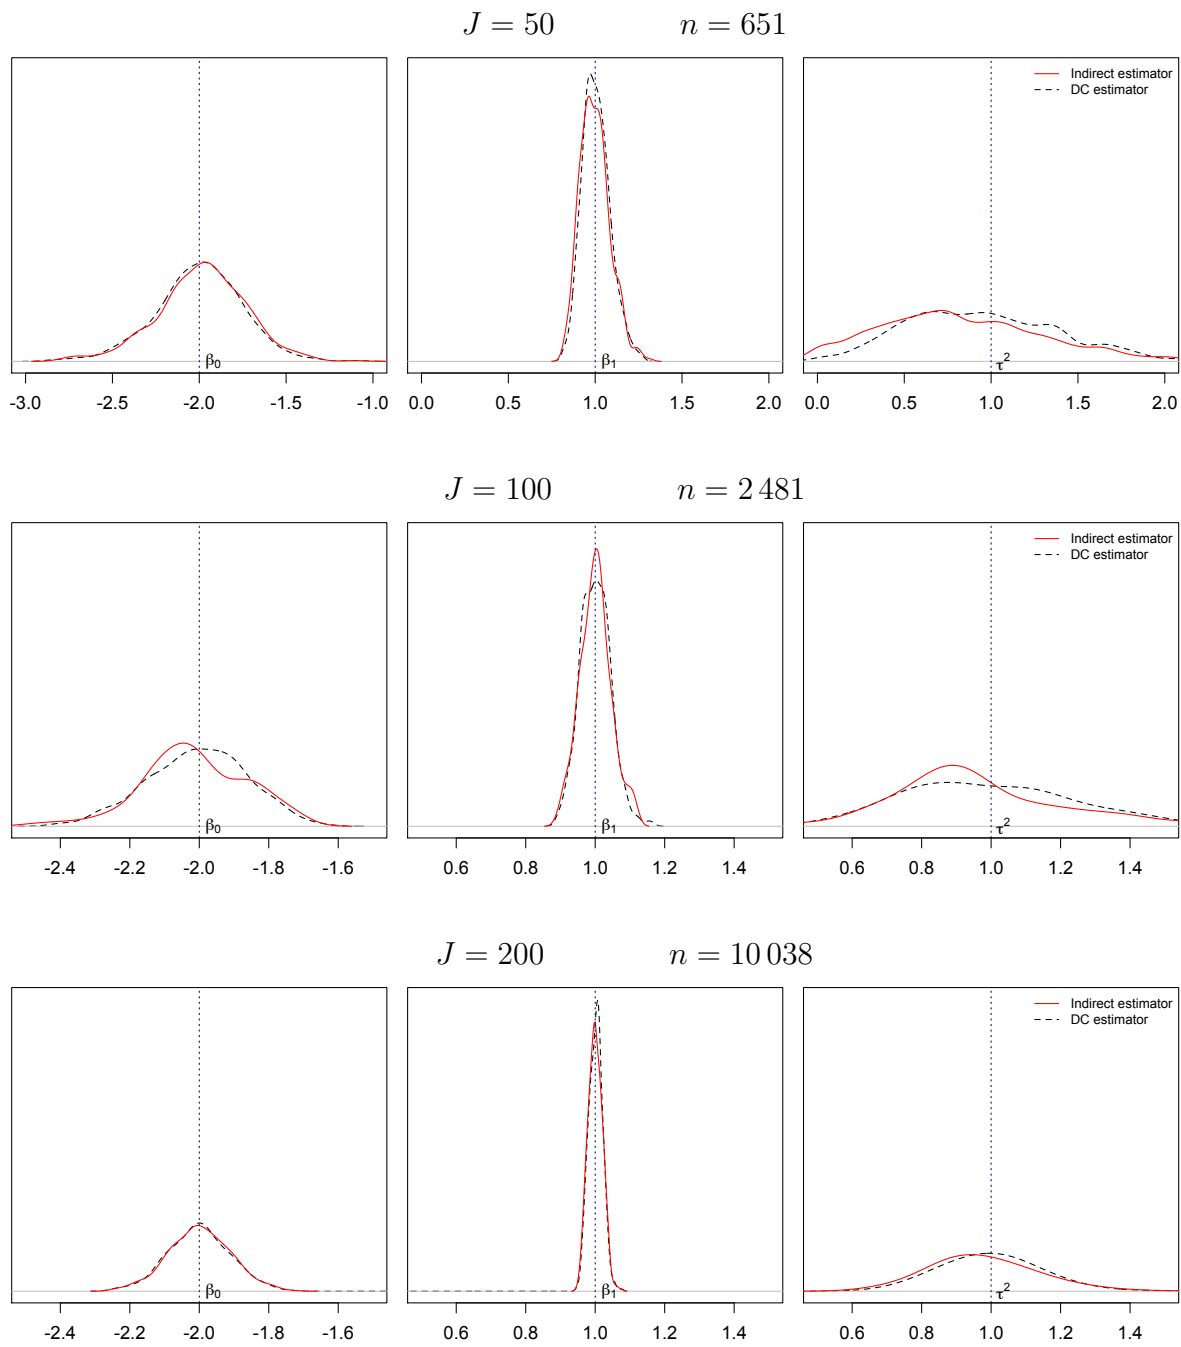 J = 50 n = 651
Indirect estimator
DC estimator
β₀ β₁ τ²
-3.0 -2.5 -2.0 -1.5 -1.0 0.0 0.5 1.0 1.5 2.0 0.0 0.5 1.0 1.5 2.0
J = 100 n = 2 481
Indirect estimator
DC estimator
β₀ β₁ τ²
-2.4 -2.2 -2.0 -1.8 -1.6 0.6 0.8 1.0 1.2 1.4 0.6 0.8 1.0 1.2 1.4
J = 200 n = 10 038
Indirect estimator
DC estimator
β₀ β₁ τ²
-2.4 -2.2 -2.0 -1.8 -1.6 0.6 0.8 1.0 1.2 1.4 0.6 0.8 1.0 1.2 1.4